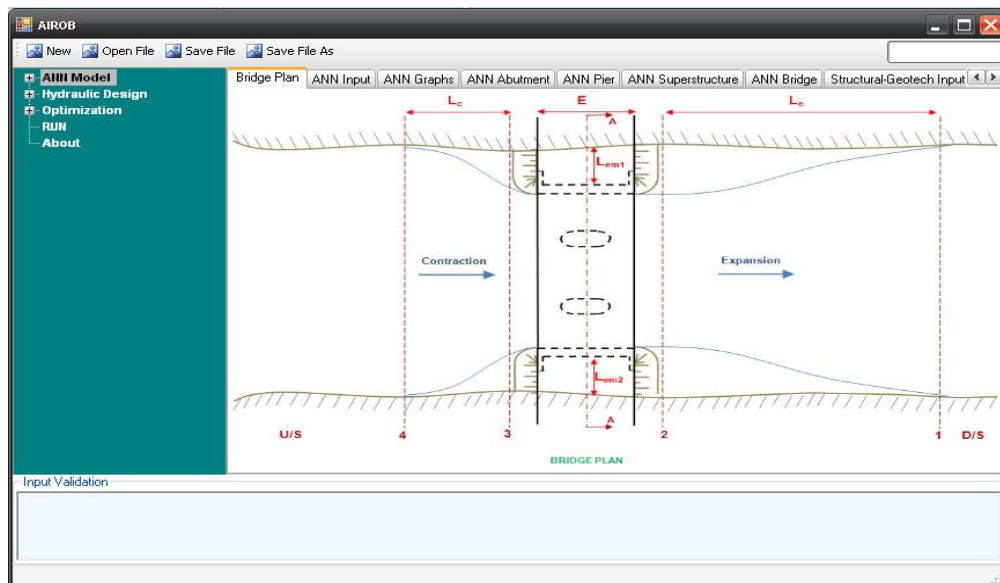 AIROB
New Open File Save File Save File As
ANN Model
Hydraulic Design
Optimization
RUN
About
Bridge Plan ANN Input ANN Graphs ANN Abutment ANN Pier ANN Superstructure ANN Bridge Structural-Geotech Input
Lc E Le
A
Lem1
Contraction Expansion
Lem2
A
U/S 4 3 2 1 D/S
BRIDGE PLAN
Input Validation